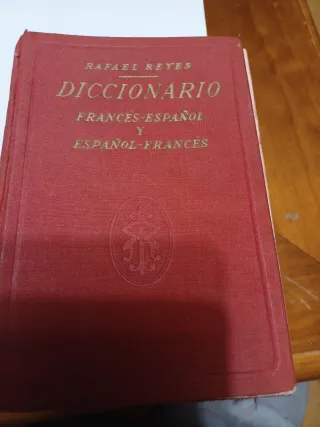 RAFAEL REYES
DICCIONARIO
FRANCÉS-ESPAÑOL
Y
ESPAÑOL-FRANCÉS